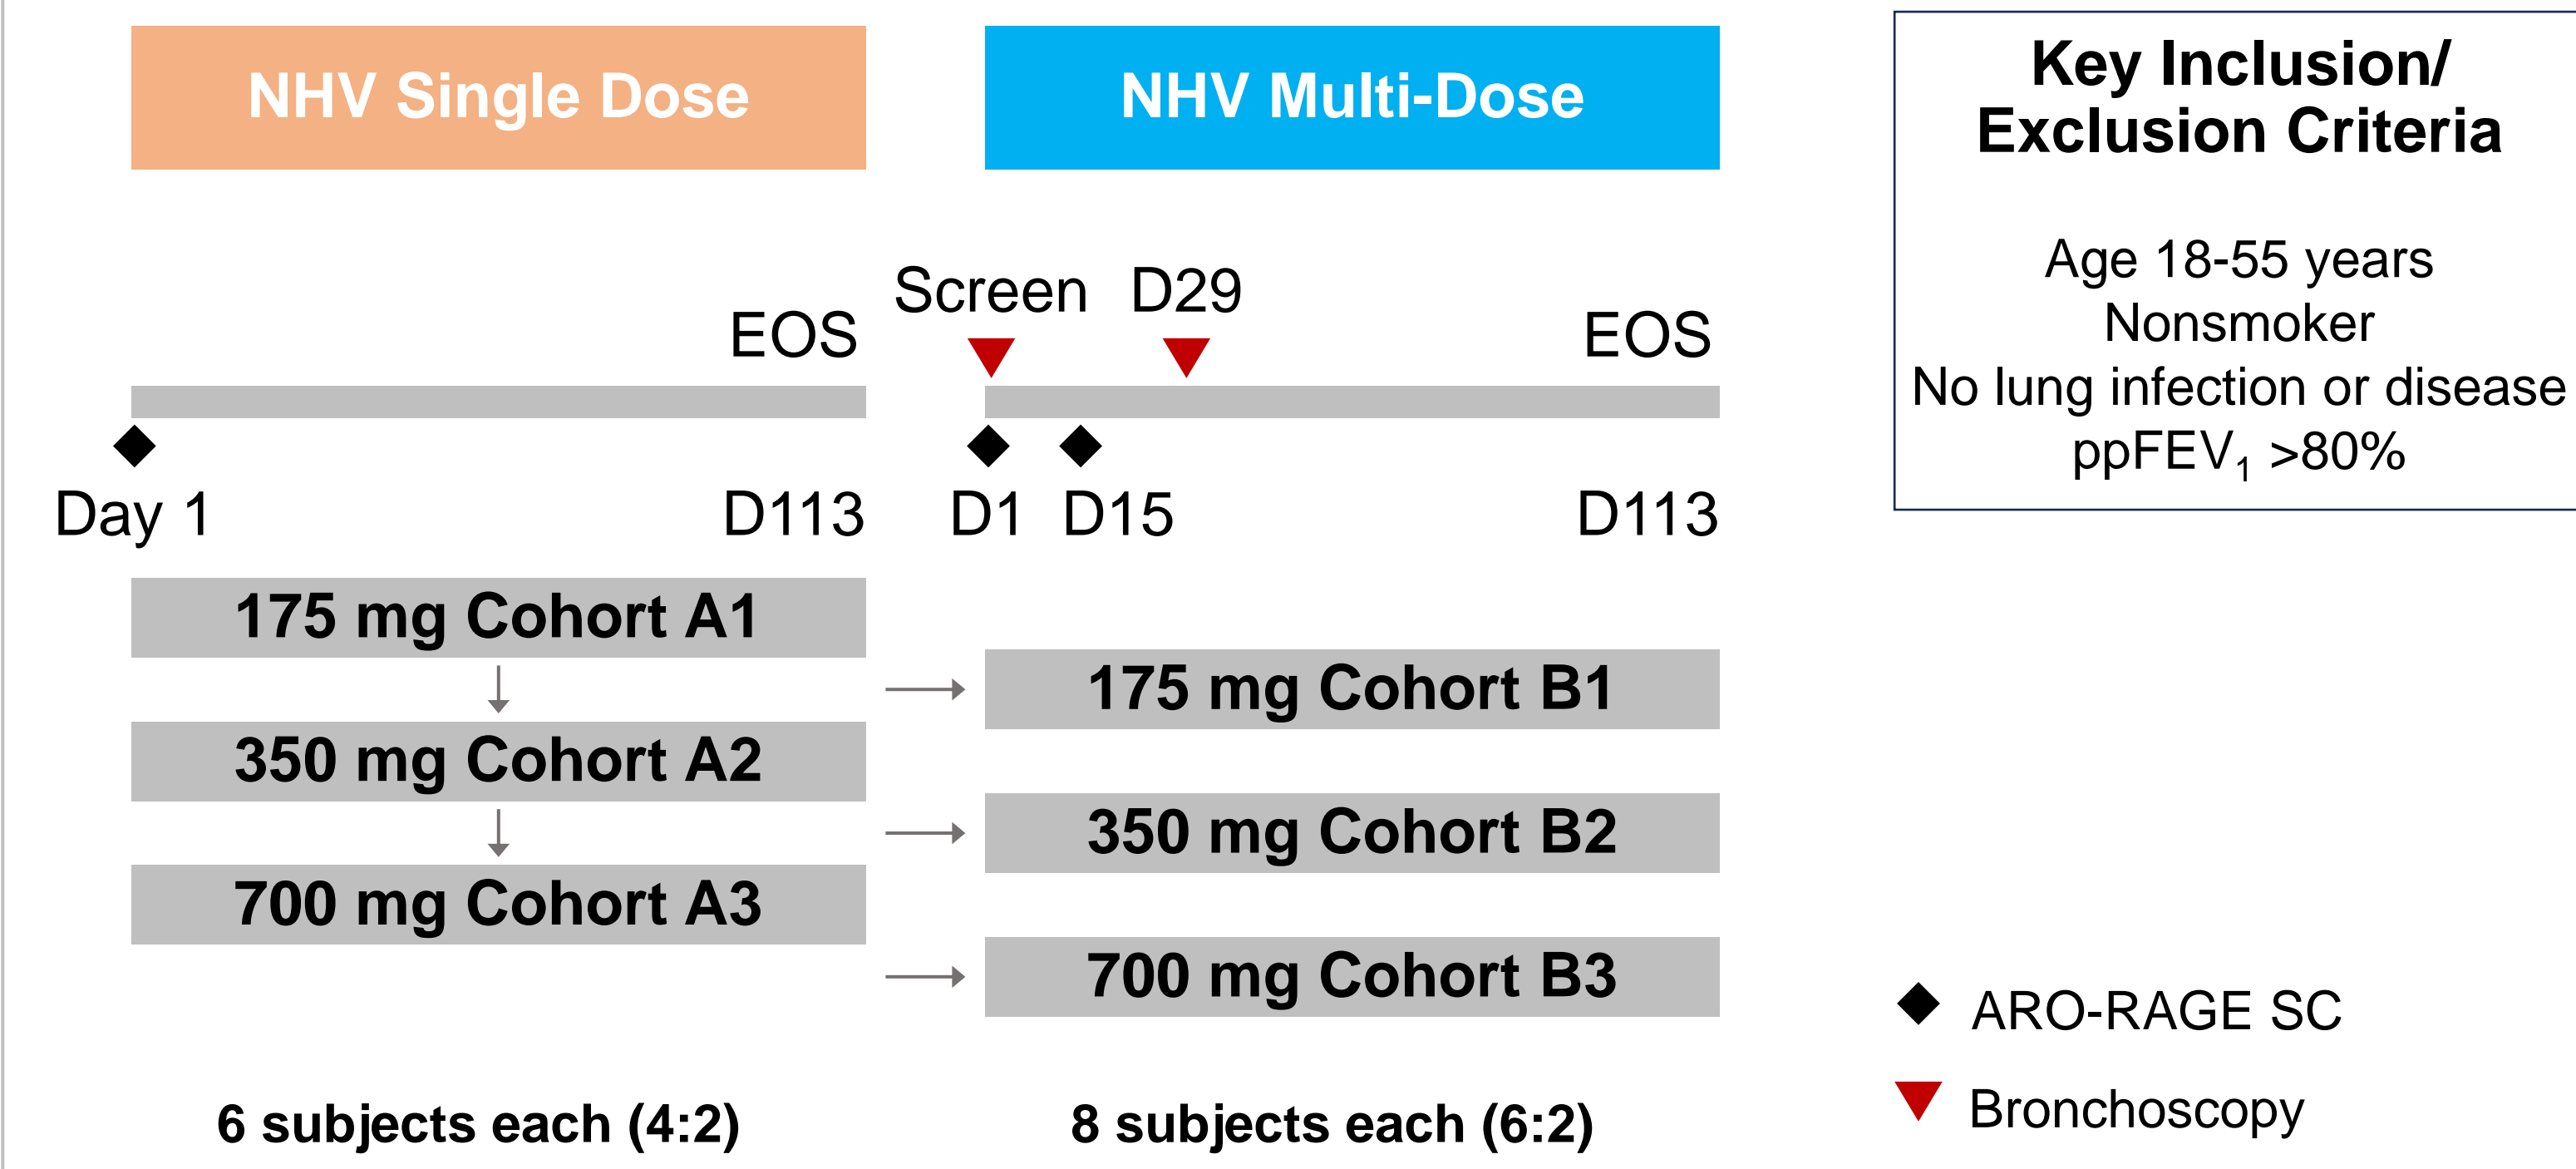 NHV Single Dose
NHV Multi-Dose
Key Inclusion/
Exclusion Criteria
Age 18-55 years
Nonsmoker
No lung infection or disease
ppFEV₁ >80%
EOS
Screen
D29
EOS
Day 1
D113
D1
D15
D113
175 mg Cohort A1
350 mg Cohort A2
700 mg Cohort A3
175 mg Cohort B1
350 mg Cohort B2
700 mg Cohort B3
6 subjects each (4:2)
8 subjects each (6:2)
ARO-RAGE SC
Bronchoscopy